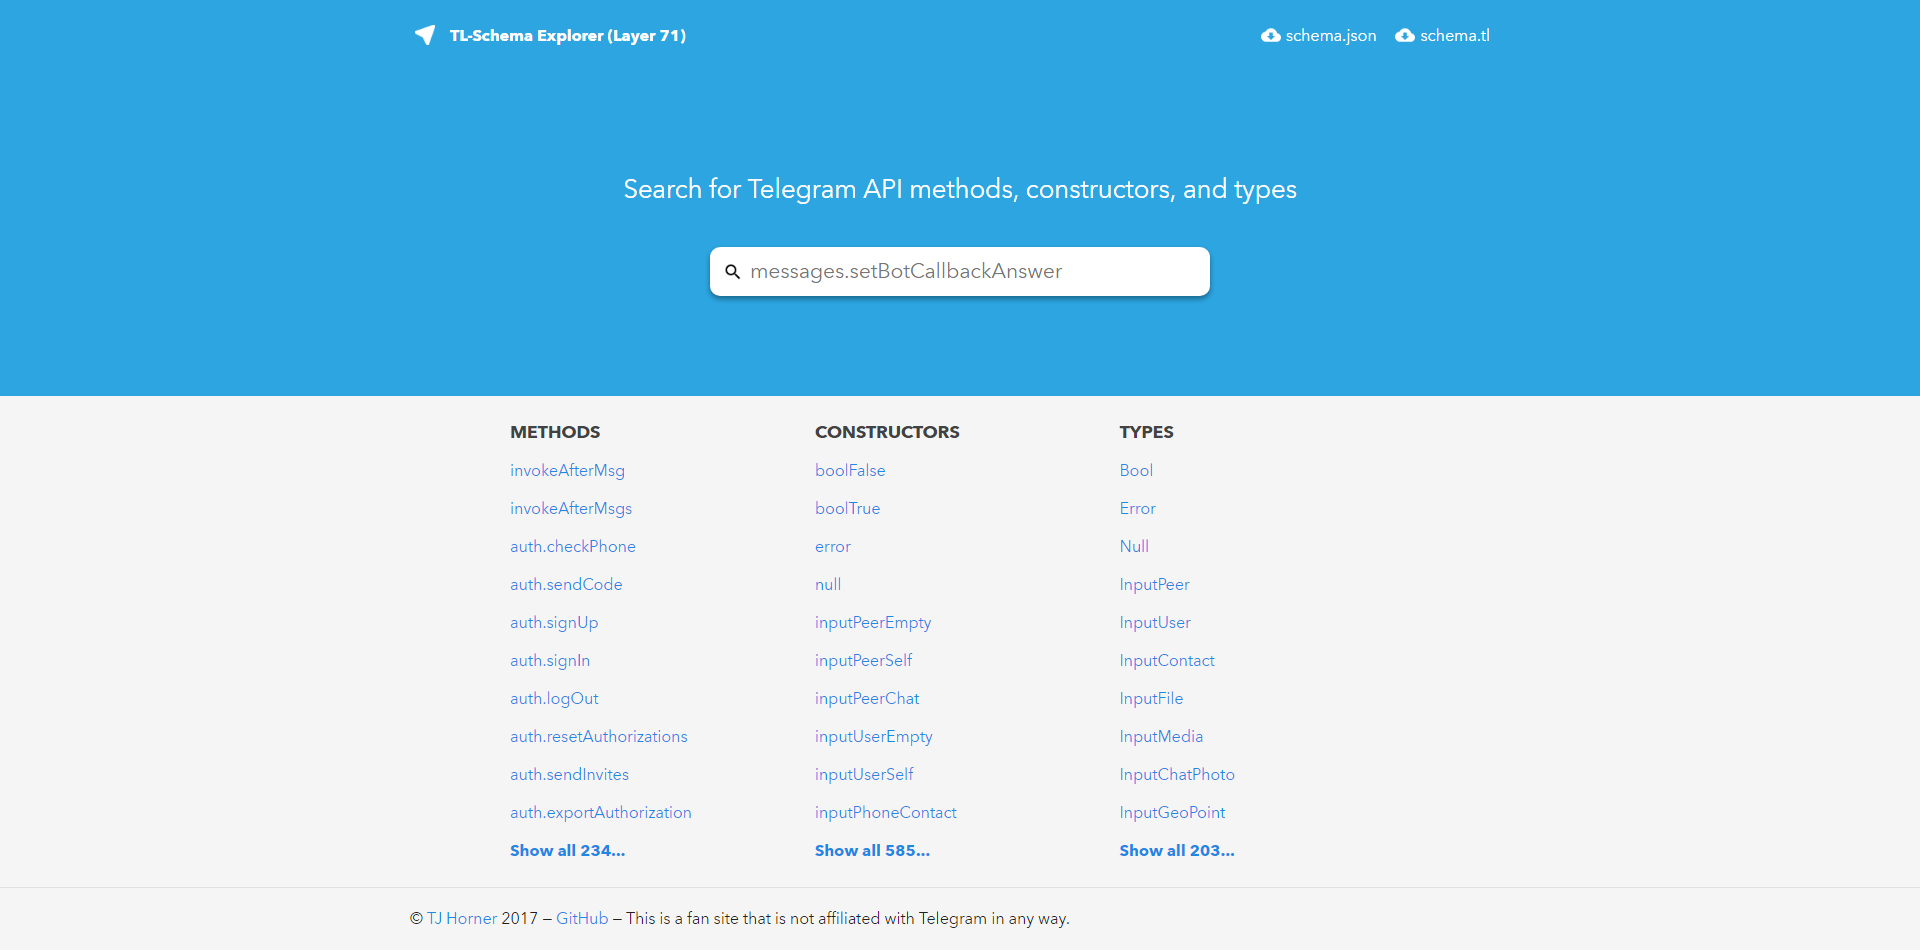 TL-Schema Explorer (Layer 71)
schema.json
schema.tl
Search for Telegram API methods, constructors, and types
messages.setBotCallbackAnswer
METHODS
invokeAfterMsg
invokeAfterMsgs
auth.checkPhone
auth.sendCode
auth.signUp
auth.signIn
auth.logOut
auth.resetAuthorizations
auth.sendInvites
auth.exportAuthorization
Show all 234...
CONSTRUCTORS
boolFalse
boolTrue
error
null
inputPeerEmpty
inputPeerSelf
inputPeerChat
inputUserEmpty
inputUserSelf
inputPhoneContact
Show all 585...
TYPES
Bool
Error
Null
InputPeer
InputUser
InputContact
InputFile
InputMedia
InputChatPhoto
InputGeoPoint
Show all 203...
© TJ Horner 2017 – GitHub – This is a fan site that is not affiliated with Telegram in any way.